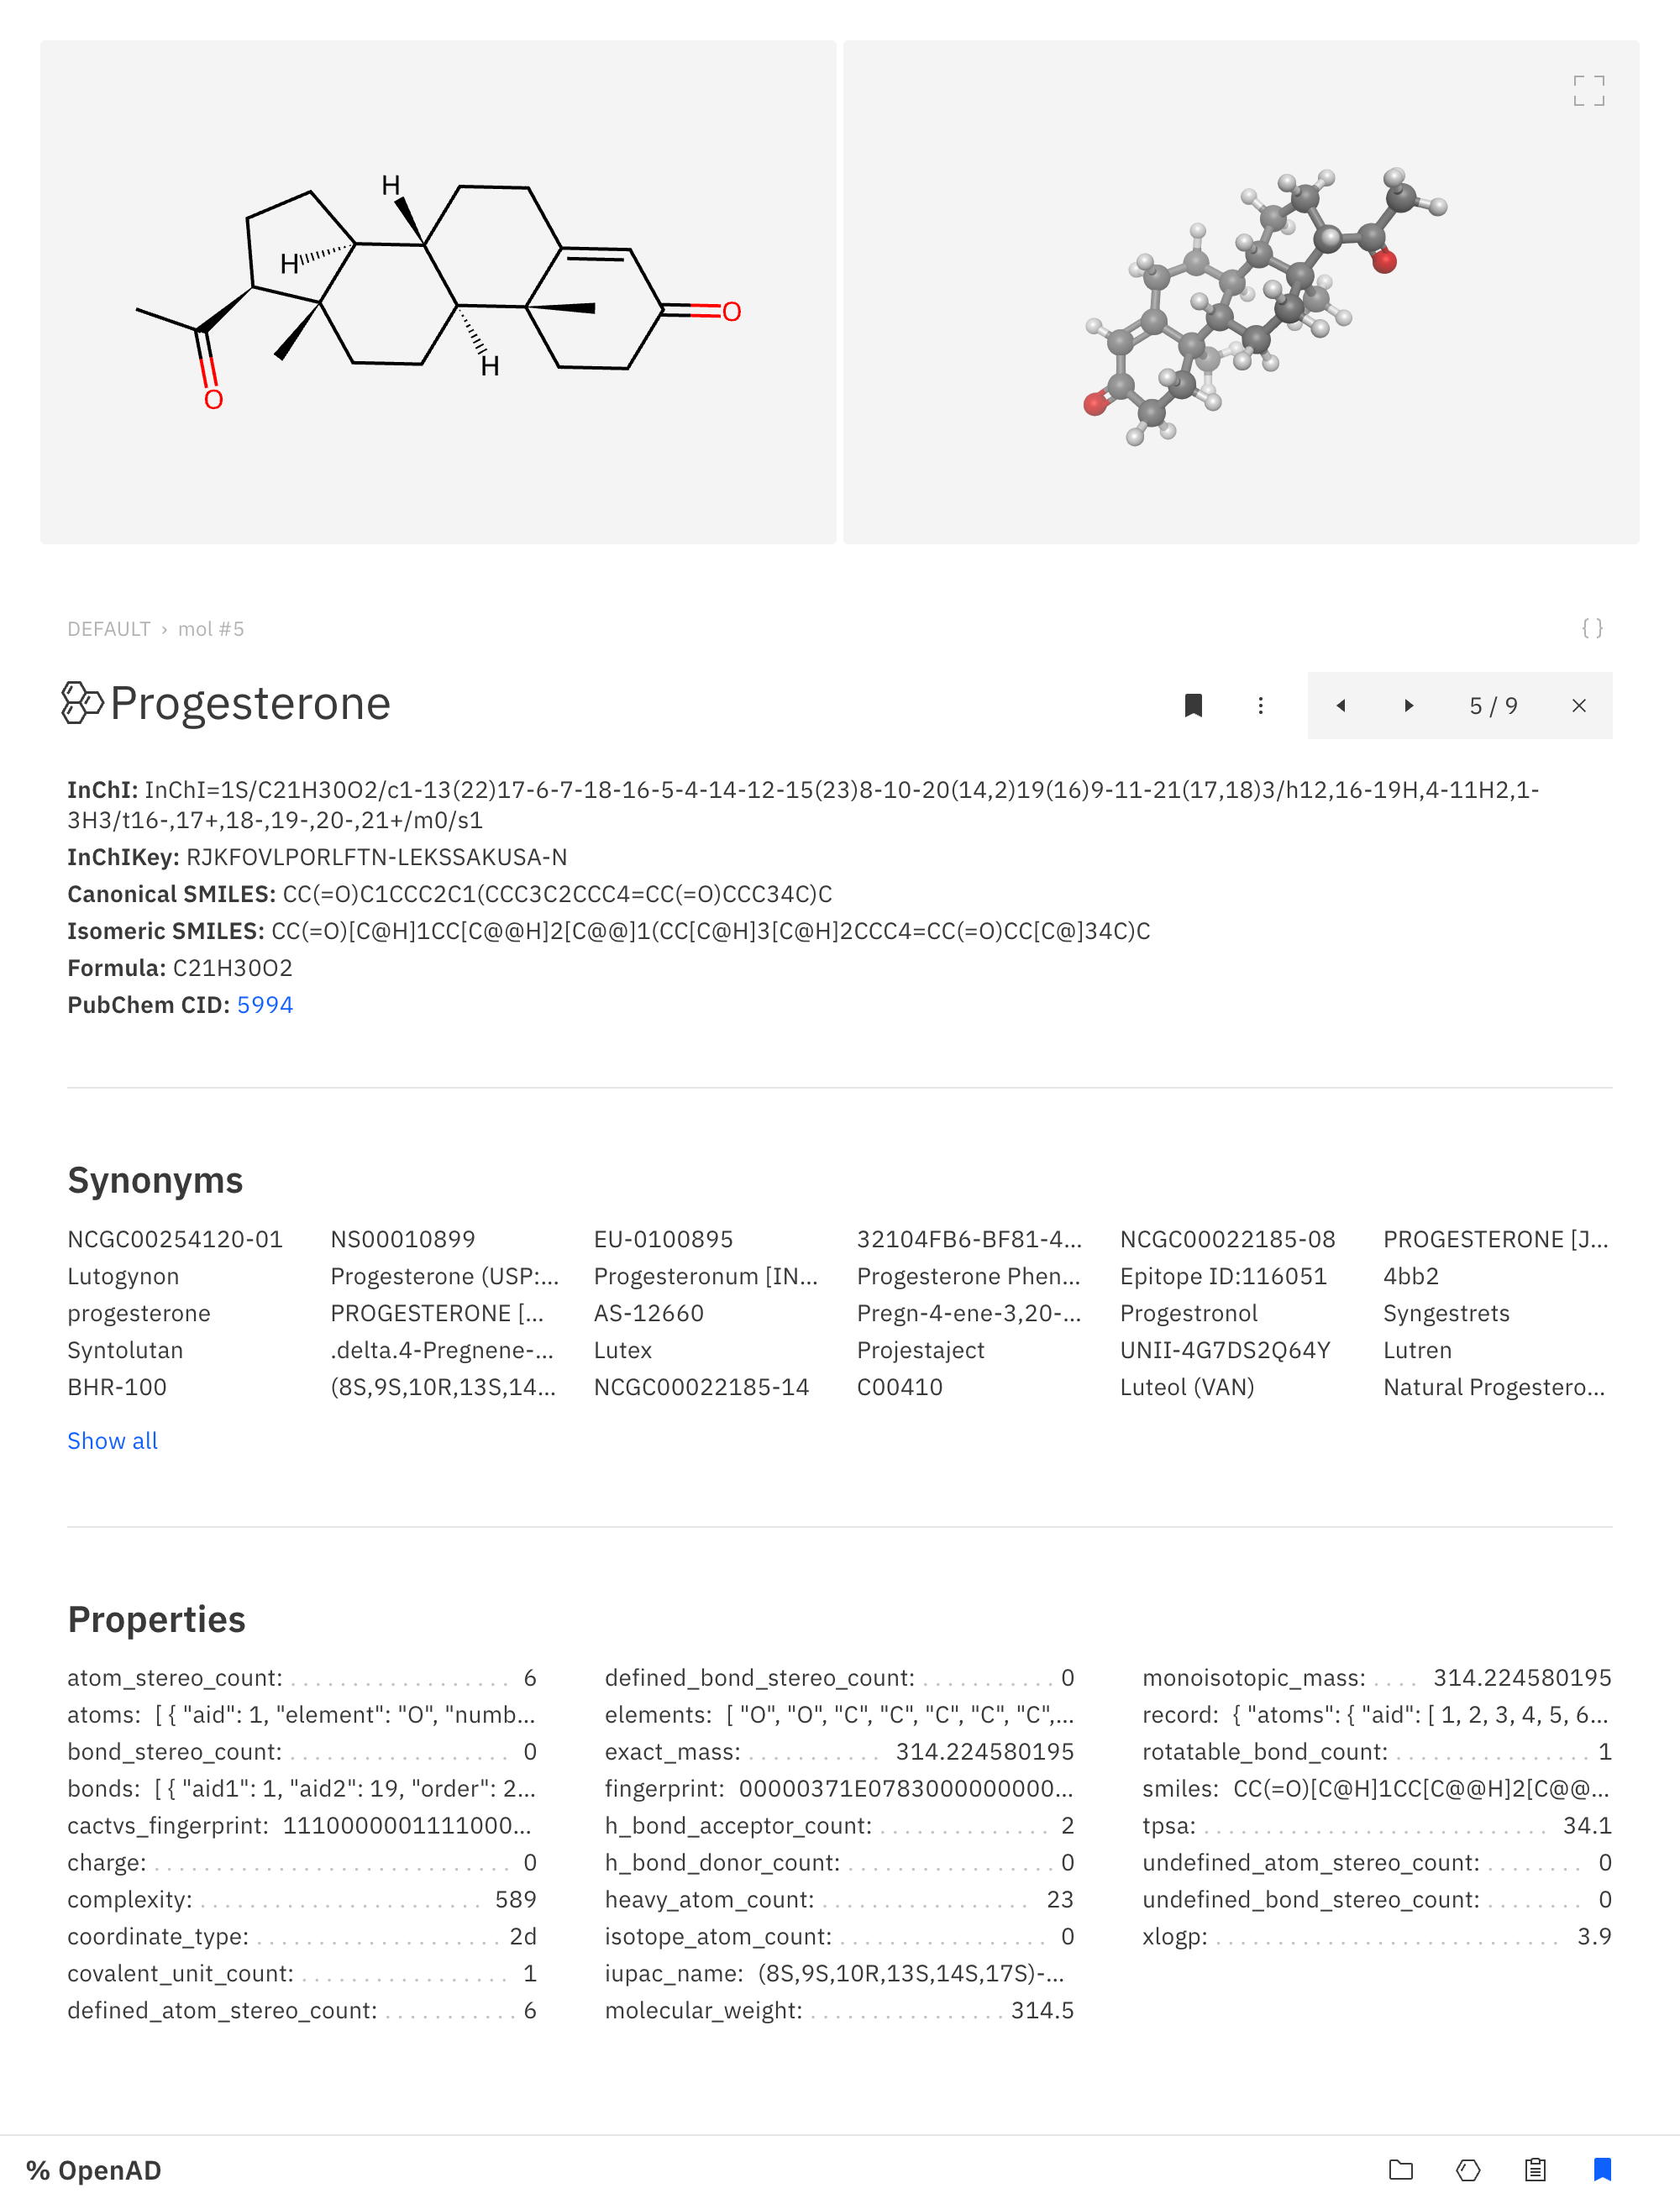 H
H
H
O
O
DEFAULT › mol #5
{ }
Progesterone
5 / 9
InChI: InChI=1S/C21H30O2/c1-13(22)17-6-7-18-16-5-4-14-12-15(23)8-10-20(14,2)19(16)9-11-21(17,18)3/h12,16-19H,4-11H2,1-
3H3/t16-,17+,18-,19-,20-,21+/m0/s1
InChIKey: RJKFOVLPORLFTN-LEKSSAKUSA-N
Canonical SMILES: CC(=O)C1CCC2C1(CCC3C2CCC4=CC(=O)CCC34C)C
Isomeric SMILES: CC(=O)[C@H]1CC[C@@H]2[C@@]1(CC[C@H]3[C@H]2CCC4=CC(=O)CC[C@]34C)C
Formula: C21H30O2
PubChem CID: 5994
Synonyms
NCGC00254120-01 NS00010899 EU-0100895 32104FB6-BF81-4... NCGC00022185-08 PROGESTERONE [J...
Lutogynon Progesterone (USP:... Progesteronum [IN... Progesterone Phen... Epitope ID:116051 4bb2
progesterone PROGESTERONE [... AS-12660 Pregn-4-ene-3,20-... Progestronol Syngestrets
Syntolutan .delta.4-Pregnene-... Lutex Projestaject UNII-4G7DS2Q64Y Lutren
BHR-100 (8S,9S,10R,13S,14... NCGC00022185-14 C00410 Luteol (VAN) Natural Progestero...
Show all
Properties
atom_stereo_count: 6
atoms: [ { "aid": 1, "element": "O", "numb...
bond_stereo_count: 0
bonds: [ { "aid1": 1, "aid2": 19, "order": 2...
cactvs_fingerprint: 1110000001111000...
charge: 0
complexity: 589
coordinate_type: 2d
covalent_unit_count: 1
defined_atom_stereo_count: 6
defined_bond_stereo_count: 0
elements: [ "O", "O", "C", "C", "C", "C", "C",...
exact_mass: 314.224580195
fingerprint: 00000371E0783000000000...
h_bond_acceptor_count: 2
h_bond_donor_count: 0
heavy_atom_count: 23
isotope_atom_count: 0
iupac_name: (8S,9S,10R,13S,14S,17S)-...
molecular_weight: 314.5
monoisotopic_mass: 314.224580195
record: { "atoms": { "aid": [ 1, 2, 3, 4, 5, 6...
rotatable_bond_count: 1
smiles: CC(=O)[C@H]1CC[C@@H]2[C@@...
tpsa: 34.1
undefined_atom_stereo_count: 0
undefined_bond_stereo_count: 0
xlogp: 3.9
% OpenAD